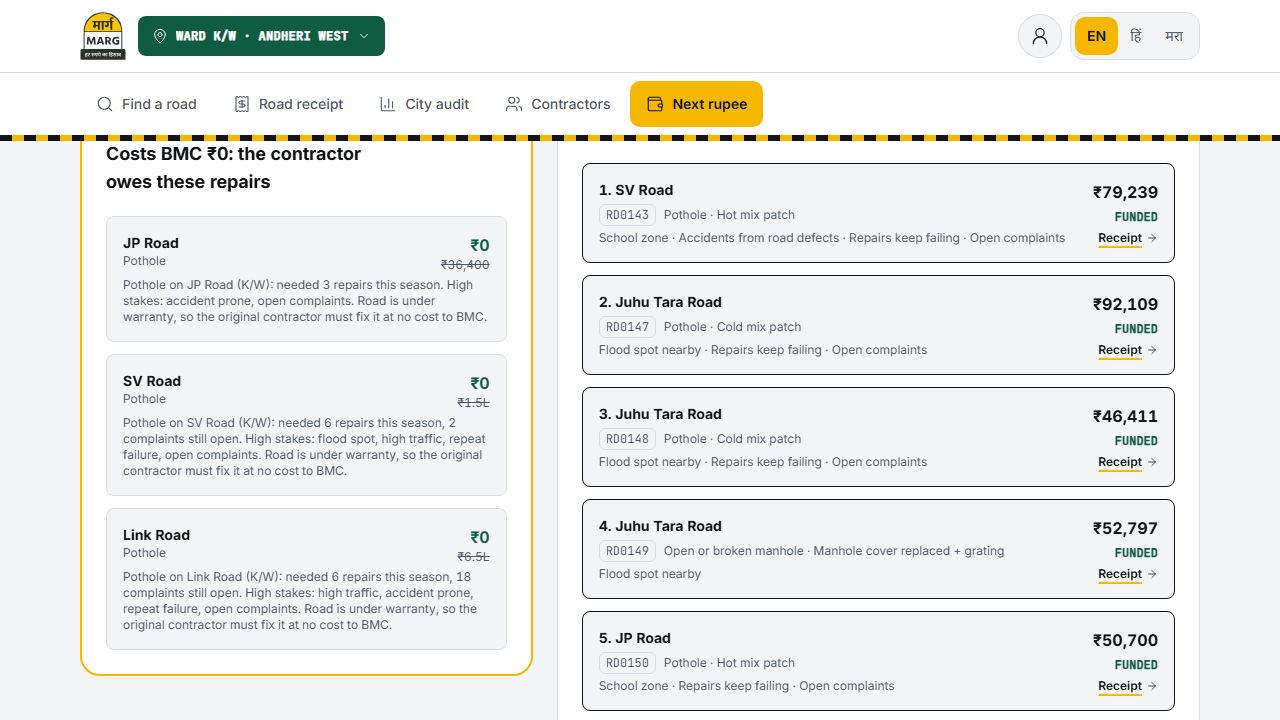 मार्ग
MARG
हर रुपये का हिसाब
WARD K/W · ANDHERI WEST
EN
हिं
मरा
Find a road
Road receipt
City audit
Contractors
Next rupee
Costs BMC ₹0: the contractor
owes these repairs
JP Road
₹0
Pothole
₹36,400
Pothole on JP Road (K/W): needed 3 repairs this season. High
stakes: accident prone, open complaints. Road is under
warranty, so the original contractor must fix it at no cost to BMC.
SV Road
₹0
Pothole
₹1.5L
Pothole on SV Road (K/W): needed 6 repairs this season, 2
complaints still open. High stakes: flood spot, high traffic, repeat
failure, open complaints. Road is under warranty, so the original
contractor must fix it at no cost to BMC.
Link Road
₹0
Pothole
₹6.5L
Pothole on Link Road (K/W): needed 6 repairs this season, 18
complaints still open. High stakes: high traffic, accident prone,
repeat failure, open complaints. Road is under warranty, so the
original contractor must fix it at no cost to BMC.
1. SV Road
₹79,239
RD0143 Pothole · Hot mix patch
FUNDED
School zone · Accidents from road defects · Repairs keep failing · Open complaints
Receipt →
2. Juhu Tara Road
₹92,109
RD0147 Pothole · Cold mix patch
FUNDED
Flood spot nearby · Repairs keep failing · Open complaints
Receipt →
3. Juhu Tara Road
₹46,411
RD0148 Pothole · Cold mix patch
FUNDED
Flood spot nearby · Repairs keep failing · Open complaints
Receipt →
4. Juhu Tara Road
₹52,797
RD0149 Open or broken manhole · Manhole cover replaced + grating
FUNDED
Flood spot nearby
Receipt →
5. JP Road
₹50,700
RD0150 Pothole · Hot mix patch
FUNDED
School zone · Repairs keep failing · Open complaints
Receipt →